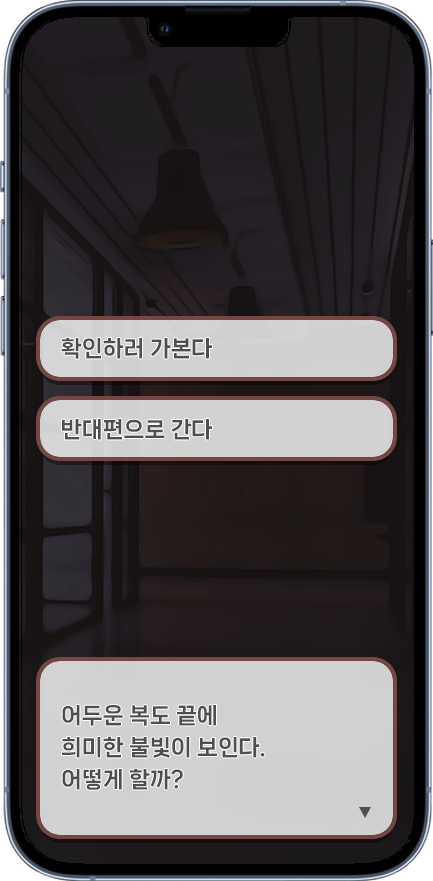 확인하러 가본다
반대편으로 간다
어두운 복도 끝에
희미한 불빛이 보인다.
어떻게 할까?